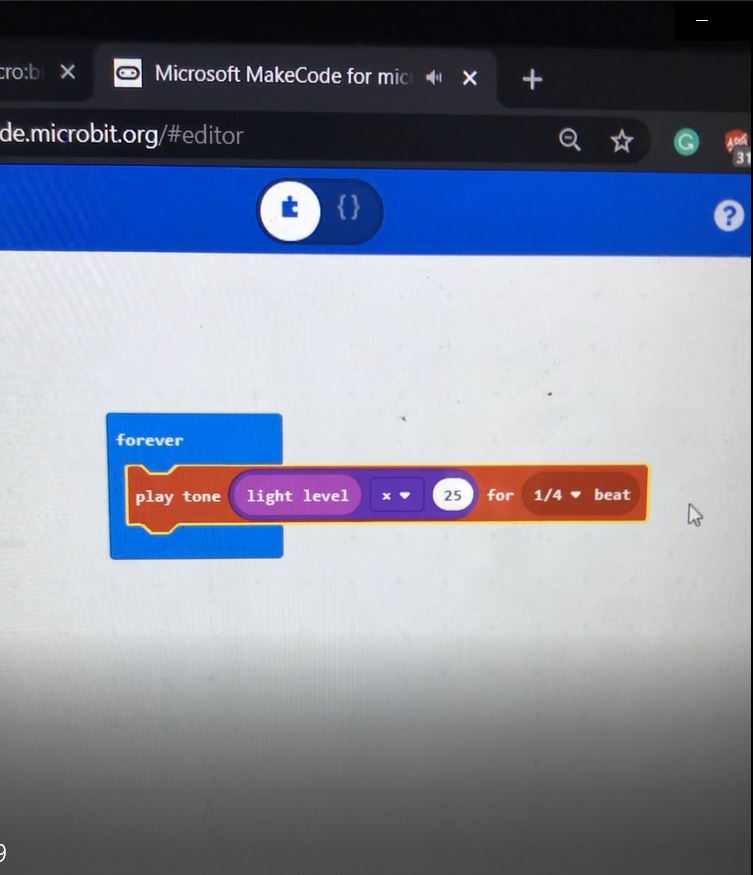 cro:b
Microsoft MakeCode for mic
de.microbit.org/#editor
31
{}
?
forever
play tone light level x 25 for 1/4 beat
9